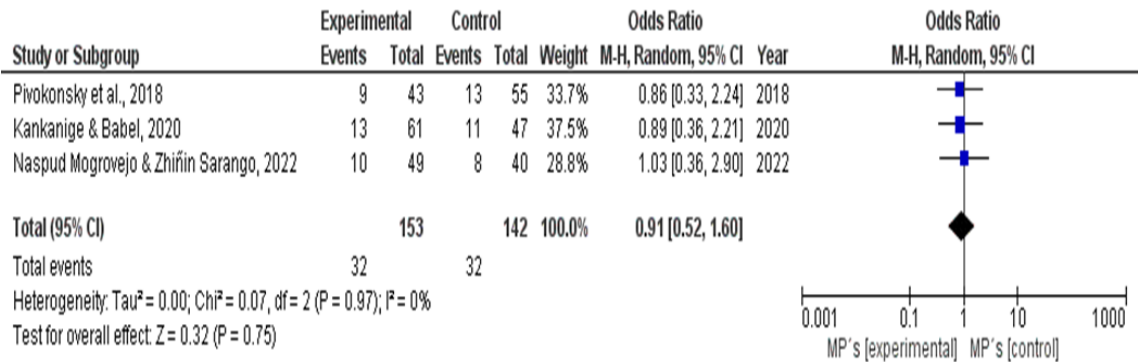 Experimental Control Odds Ratio Odds Ratio
Study or Subgroup Events Total Events Total Weight M-H, Random, 95% CI Year M-H, Random, 95% CI
Pivokonsky et al., 2018 9 43 13 55 33.7% 0.86 [0.33, 2.24] 2018
Kankanige & Babel, 2020 13 61 11 47 37.5% 0.89 [0.36, 2.21] 2020
Naspud Mogrovejo & Zhiñin Sarango, 2022 10 49 8 40 28.8% 1.03 [0.36, 2.90] 2022
Total (95% CI) 153 142 100.0% 0.91 [0.52, 1.60]
Total events 32 32
Heterogeneity: Tau² = 0.00; Chi² = 0.07, df = 2 (P = 0.97); I² = 0%
Test for overall effect: Z = 0.32 (P = 0.75)
0.001 0.1 1 10 1000
MP´s [experimental] MP´s [control]